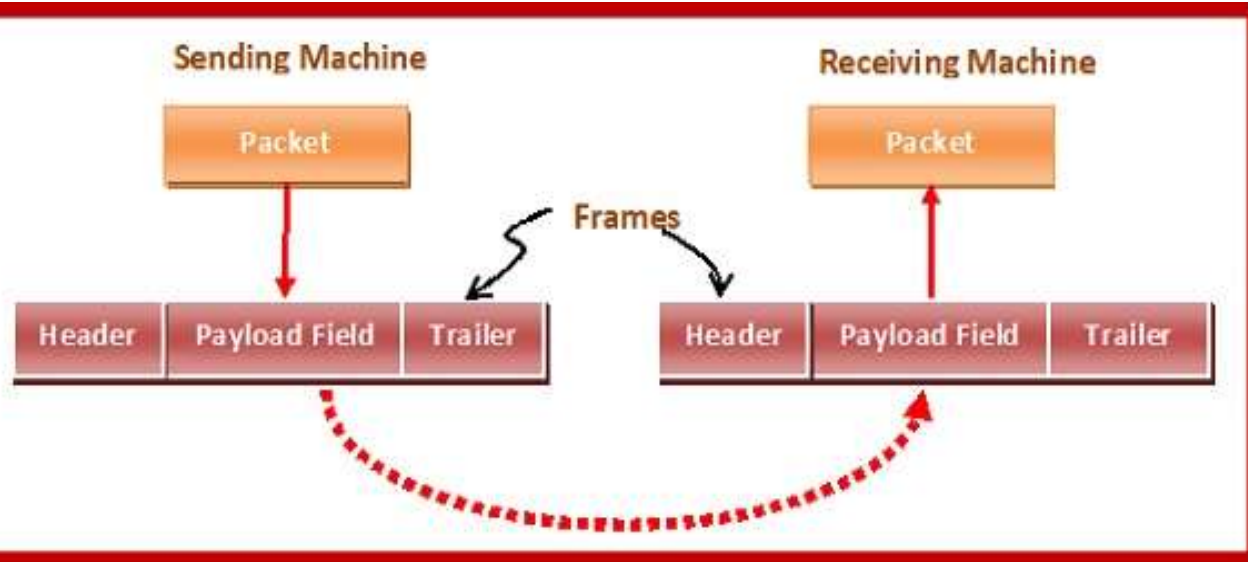 Sending Machine
Receiving Machine
Packet
Packet
Frames
Header Payload Field Trailer
Header Payload Field Trailer